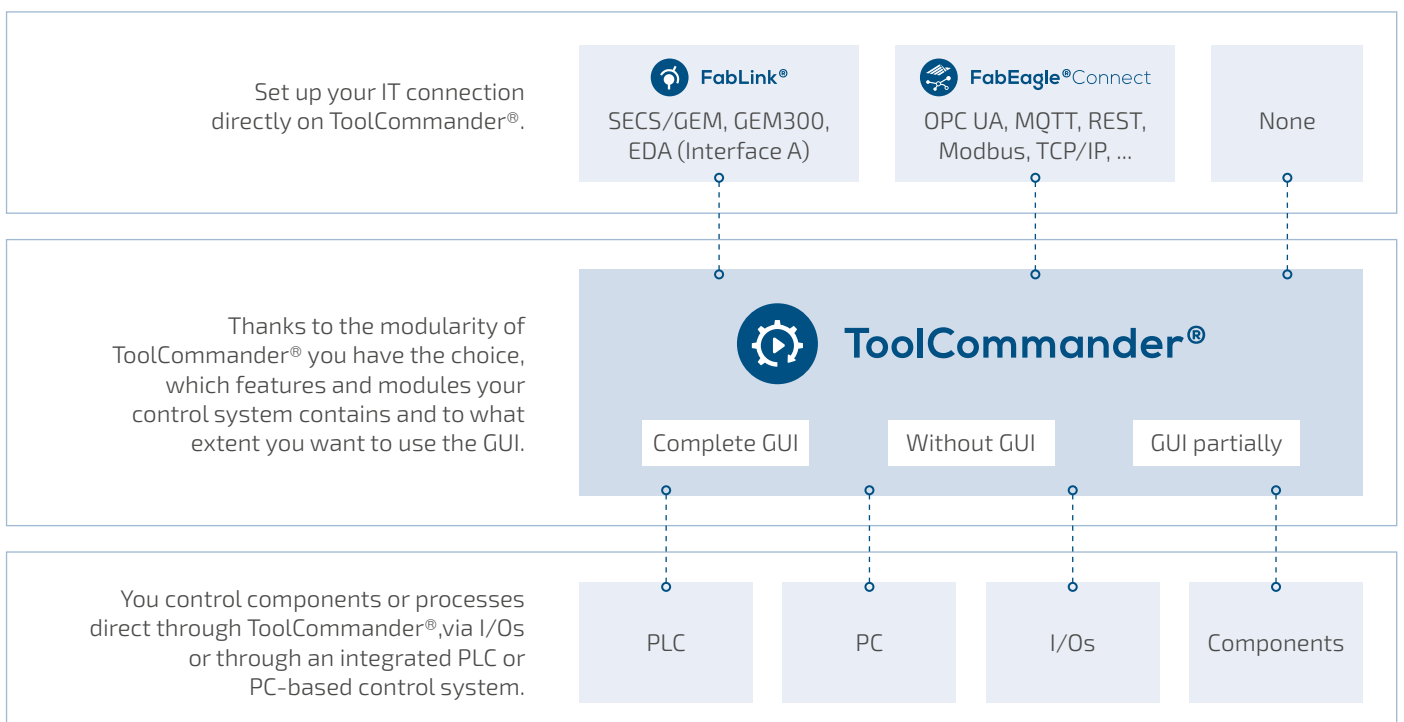 Set up your IT connection
directly on ToolCommander®.
FabLink®
SECS/GEM, GEM300,
EDA (Interface A)
FabEagle®Connect
OPC UA, MQTT, REST,
Modbus, TCP/IP, ...
None
Thanks to the modularity of
ToolCommander® you have the choice,
which features and modules your
control system contains and to what
extent you want to use the GUI.
ToolCommander®
Complete GUI
Without GUI
GUI partially
You control components or processes
direct through ToolCommander®,via I/Os
or through an integrated PLC or
PC-based control system.
PLC
PC
I/Os
Components